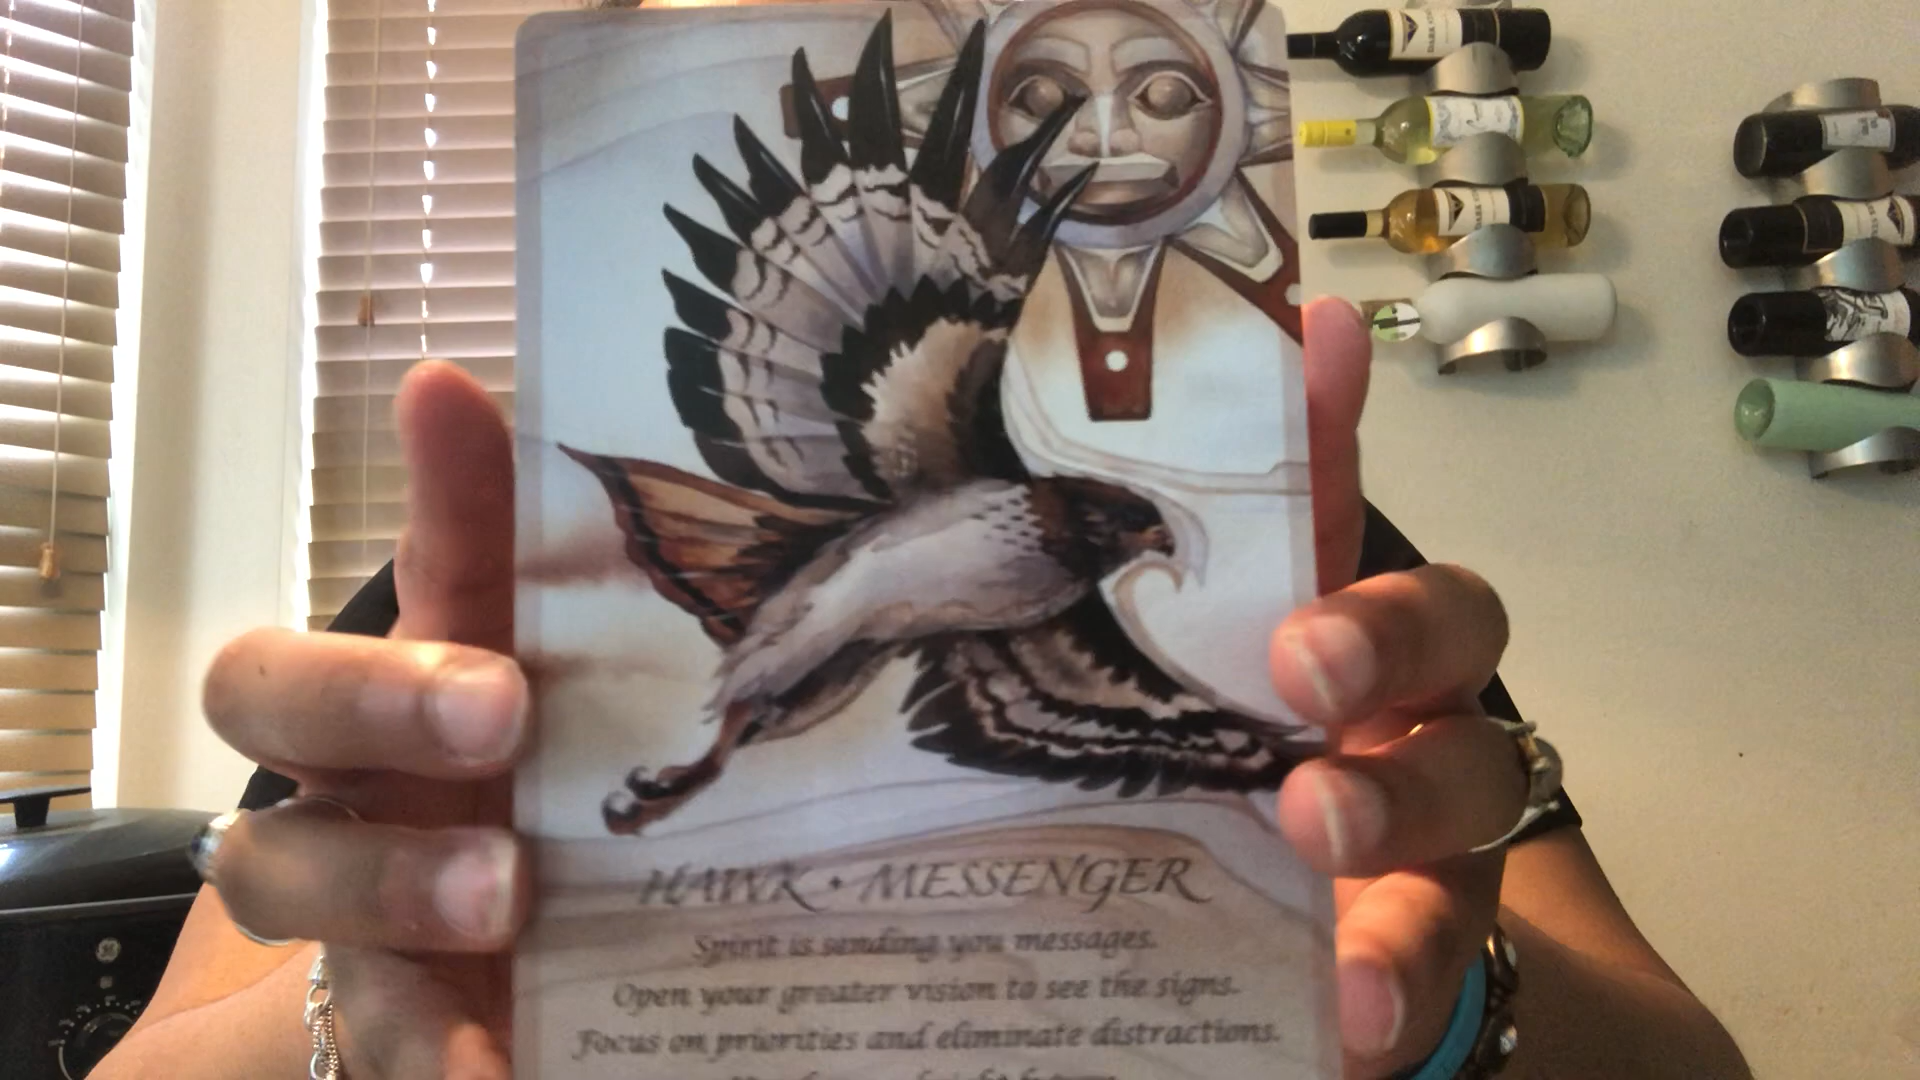 HAWK • MESSENGER
Spirit is sending you messages.
Open your greater vision to see the signs.
Focus on priorities and eliminate distractions.
DARK